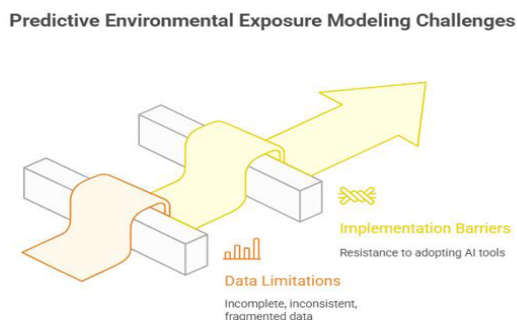 Predictive Environmental Exposure Modeling Challenges
Implementation Barriers
Resistance to adopting AI tools
Data Limitations
Incomplete, inconsistent,
fragmented data